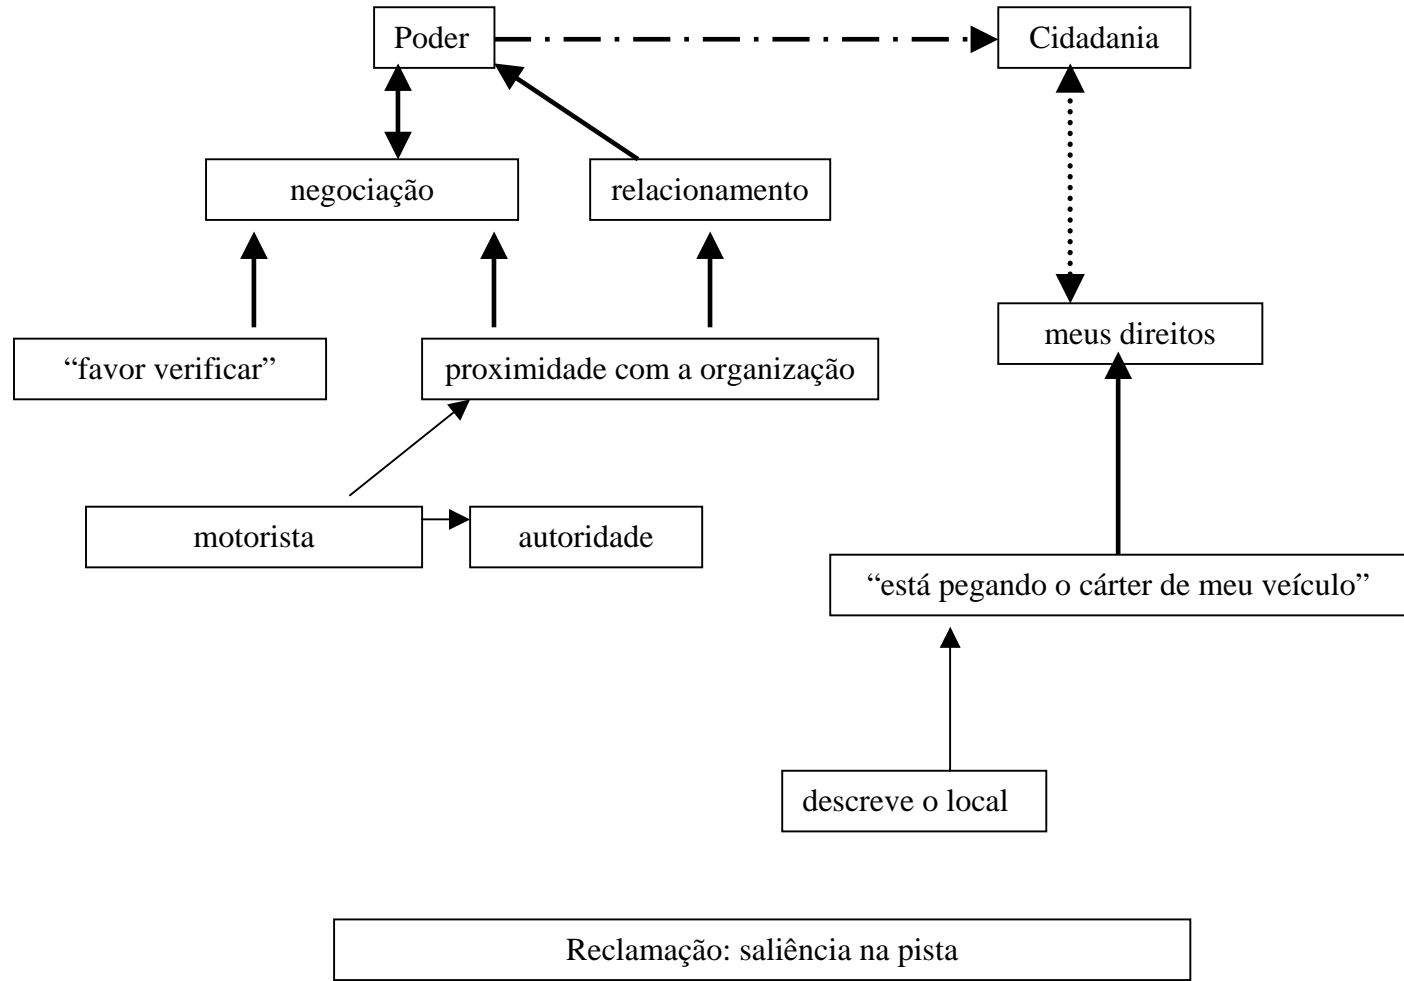 Poder
Cidadania
negociação
relacionamento
meus direitos
“favor verificar”
proximidade com a organização
motorista
autoridade
“está pegando o cárter de meu veículo”
descreve o local
Reclamação: saliência na pista